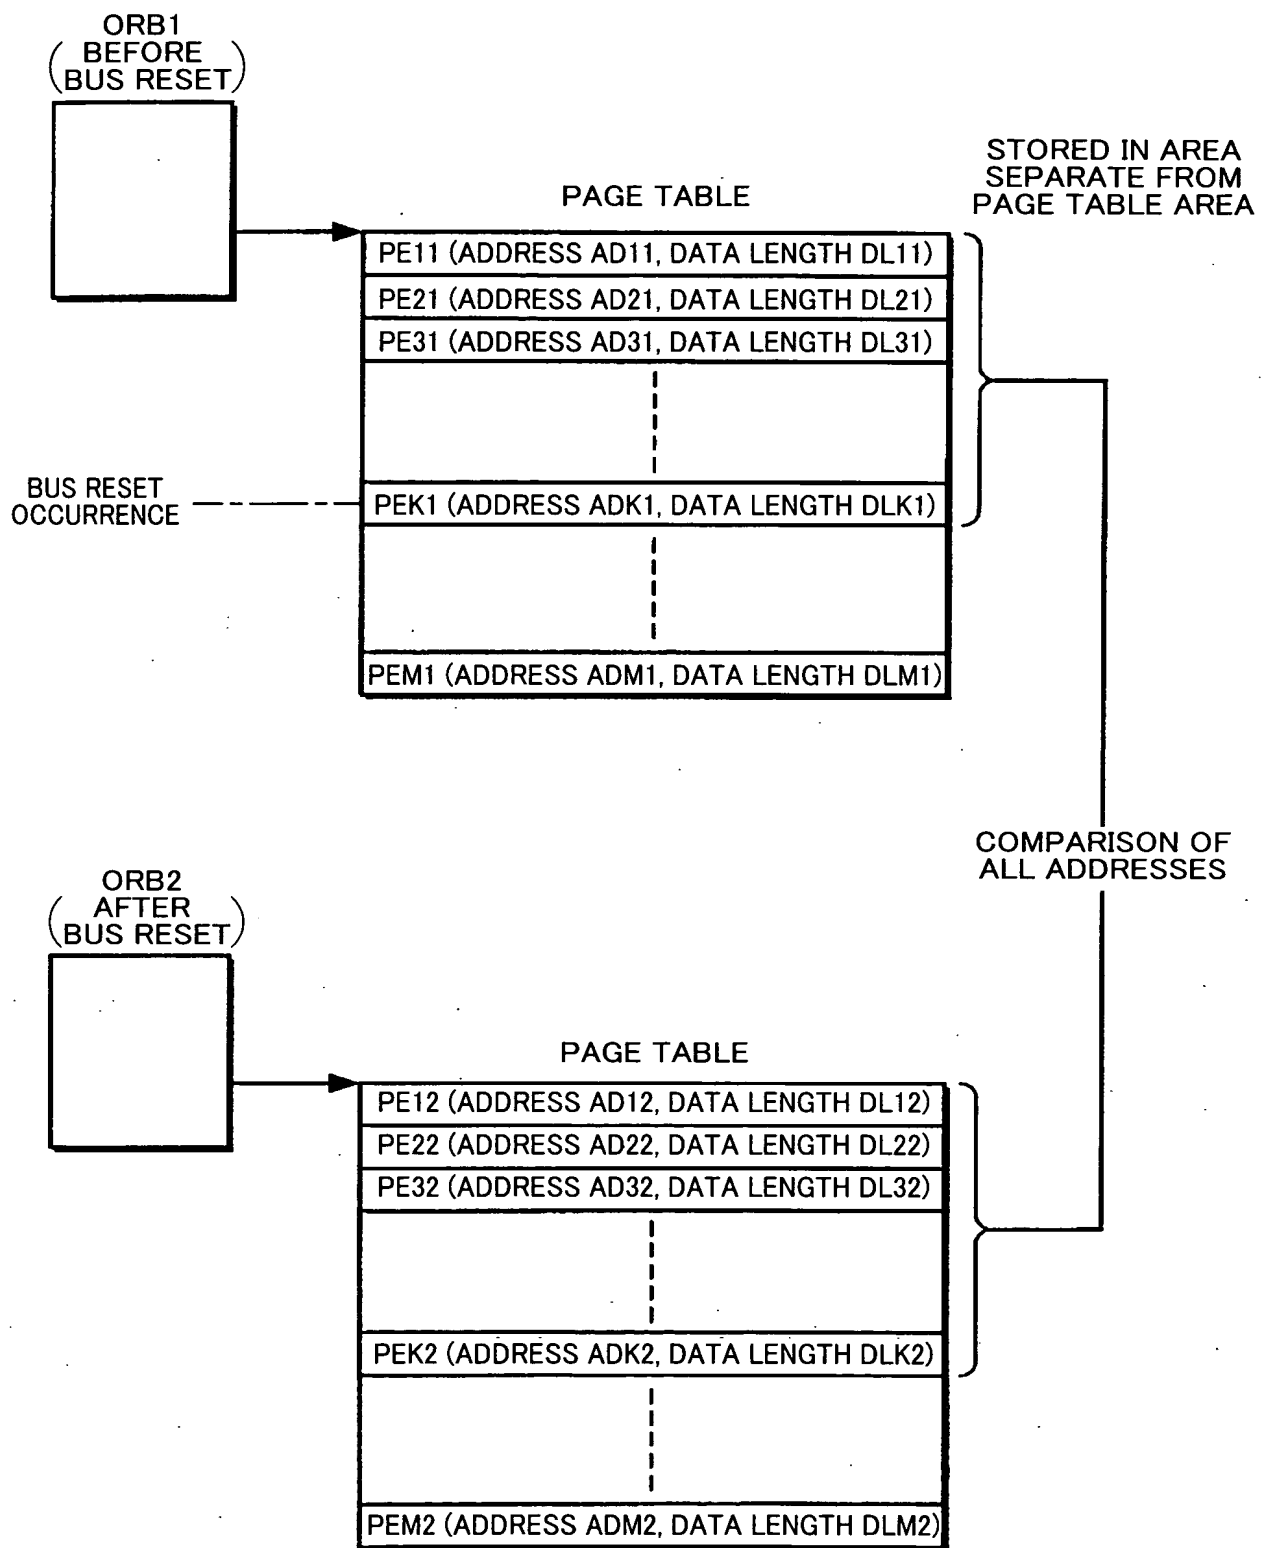 ORB1
(BEFORE
BUS RESET)
STORED IN AREA
SEPARATE FROM
PAGE TABLE AREA
PAGE TABLE
PE11 (ADDRESS AD11, DATA LENGTH DL11)
PE21 (ADDRESS AD21, DATA LENGTH DL21)
PE31 (ADDRESS AD31, DATA LENGTH DL31)
BUS RESET
OCCURRENCE
PEK1 (ADDRESS ADK1, DATA LENGTH DLK1)
PEM1 (ADDRESS ADM1, DATA LENGTH DLM1)
COMPARISON OF
ALL ADDRESSES
ORB2
(AFTER
BUS RESET)
PAGE TABLE
PE12 (ADDRESS AD12, DATA LENGTH DL12)
PE22 (ADDRESS AD22, DATA LENGTH DL22)
PE32 (ADDRESS AD32, DATA LENGTH DL32)
PEK2 (ADDRESS ADK2, DATA LENGTH DLK2)
PEM2 (ADDRESS ADM2, DATA LENGTH DLM2)